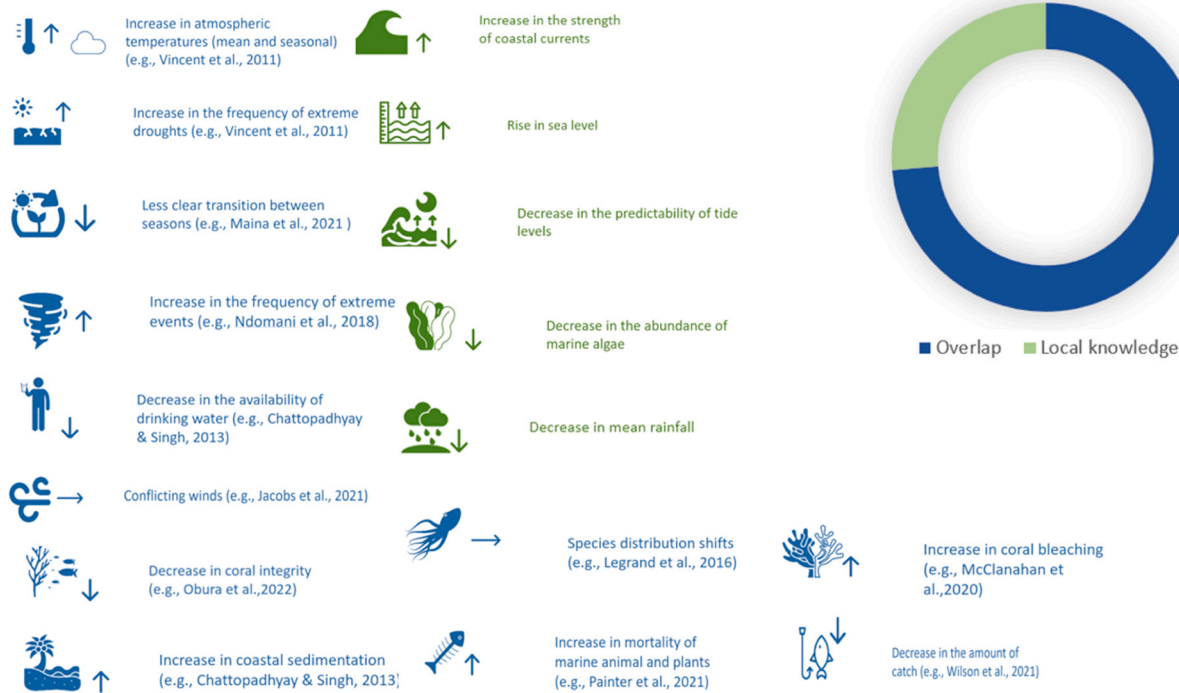 Increase in atmospheric
temperatures (mean and seasonal)
(e.g., Vincent et al., 2011)
Increase in the strength
of coastal currents
Increase in the frequency of extreme
droughts (e.g., Vincent et al., 2011)
Rise in sea level
Less clear transition between
seasons (e.g., Maina et al., 2021 )
Decrease in the predictability of tide
levels
Increase in the frequency of extreme
events (e.g., Ndomani et al., 2018)
Decrease in the abundance of
marine algae
Overlap
Local knowledge
Decrease in the availability of
drinking water (e.g., Chattopadhyay
& Singh, 2013)
Decrease in mean rainfall
Conflicting winds (e.g., Jacobs et al., 2021)
Species distribution shifts
(e.g., Legrand et al., 2016)
Increase in coral bleaching
(e.g., McClanahan et
al.,2020)
Decrease in coral integrity
(e.g., Obura et al.,2022)
Increase in coastal sedimentation
(e.g., Chattopadhyay & Singh, 2013)
Increase in mortality of
marine animal and plants
(e.g., Painter et al., 2021)
Decrease in the amount of
catch (e.g., Wilson et al., 2021)